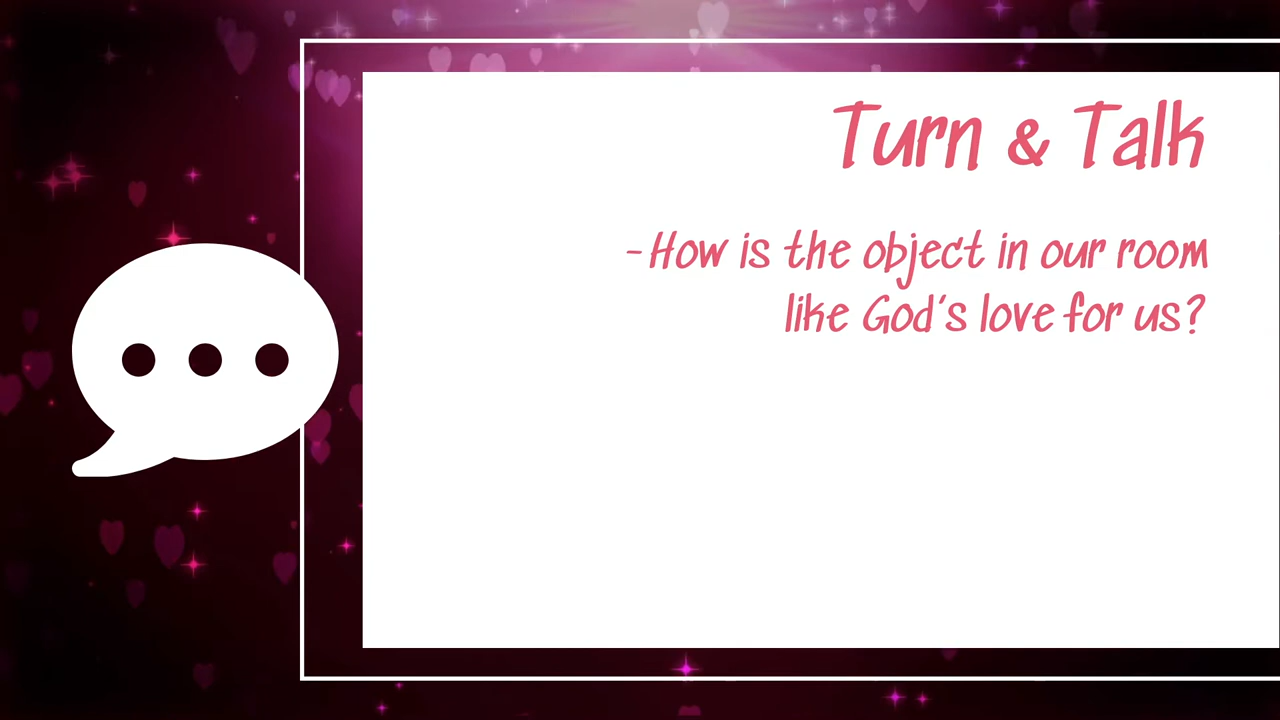 Turn & Talk
-How is the object in our room
like God's love for us?